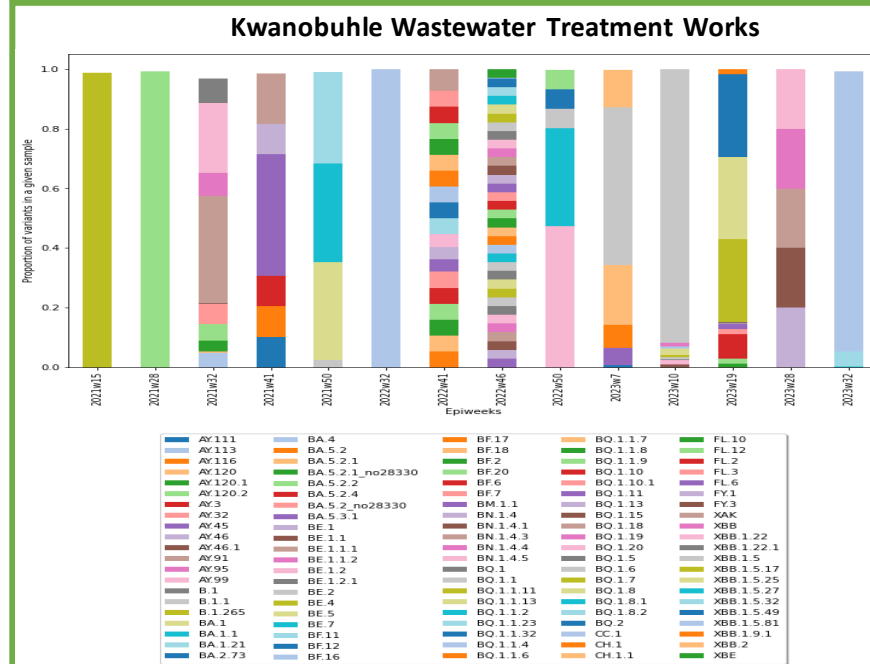 Kwanobuhle Wastewater Treatment Works
Proportion of variants in a given sample
1.0
0.8
0.6
0.4
0.2
0.0
2021w15 2021w28 2021w32 2021w41 2021w50 2022w32 2022w41 2022w46 2022w50 2023w7 2023w10 2023w19 2023w28 2023w32
Epiweeks
AY.111 BA.4 BF.17 BQ.1.1.7 FL.10
AY.113 BA.5.2 BF.18 BQ.1.1.8 FL.12
AY.116 BA.5.2.1 BF.2 BQ.1.1.9 FL.2
AY.120 BA.5.2.1_no28330 BF.20 BQ.1.10 FL.3
AY.120.1 BA.5.2.2 BF.6 BQ.1.10.1 FL.6
AY.120.2 BA.5.2.4 BF.7 BQ.1.11 FY.1
AY.3 BA.5.2_no28330 BM.1.1 BQ.1.13 FY.3
AY.32 BA.5.3.1 BN.1.4 BQ.1.15 XAK
AY.45 BE.1 BN.1.4.1 BQ.1.18 XBB
AY.46 BE.1.1 BN.1.4.3 BQ.1.19 XBB.1.22
AY.46.1 BE.1.1.1 BN.1.4.4 BQ.1.20 XBB.1.22.1
AY.91 BE.1.1.2 BN.1.4.5 BQ.1.5 XBB.1.5
AY.95 BE.1.2 BQ.1 BQ.1.6 XBB.1.5.17
AY.99 BE.1.2.1 BQ.1.1 BQ.1.7 XBB.1.5.25
B.1 BE.2 BQ.1.1.11 BQ.1.8 XBB.1.5.27
B.1.1 BE.4 BQ.1.1.13 BQ.1.8.1 XBB.1.5.32
B.1.1.265 BE.5 BQ.1.1.2 BQ.1.8.2 XBB.1.5.49
BA.1 BE.7 BQ.1.1.23 BQ.2 XBB.1.5.81
BA.1.1 BF.11 BQ.1.1.32 CC.1 XBB.1.9.1
BA.1.21 BF.12 BQ.1.1.4 CH.1 XBB.2
BA.2.73 BF.16 BQ.1.1.6 CH.1.1 XBE